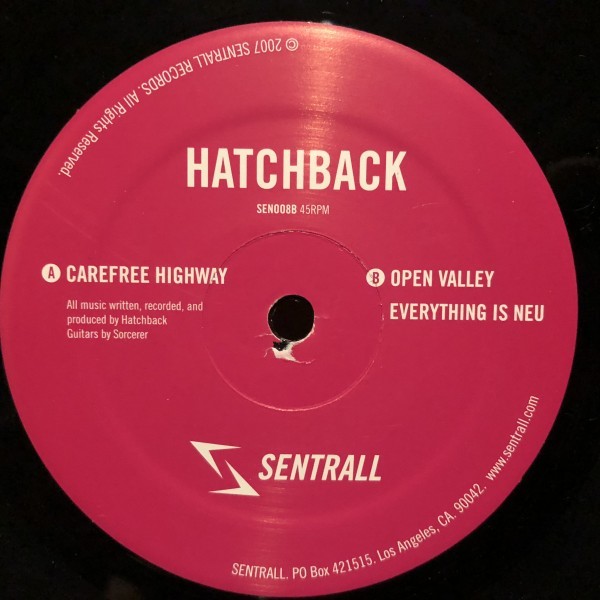 © 2007 SENTRALL RECORDS. All Rights Reserved.
HATCHBACK
SEN008B 45RPM
A CAREFREE HIGHWAY
All music written, recorded, and
produced by Hatchback
Guitars by Sorcerer
B OPEN VALLEY
EVERYTHING IS NEU
SENTRALL
SENTRALL. PO Box 421515. Los Angeles, CA. 90042. www.sentrall.com